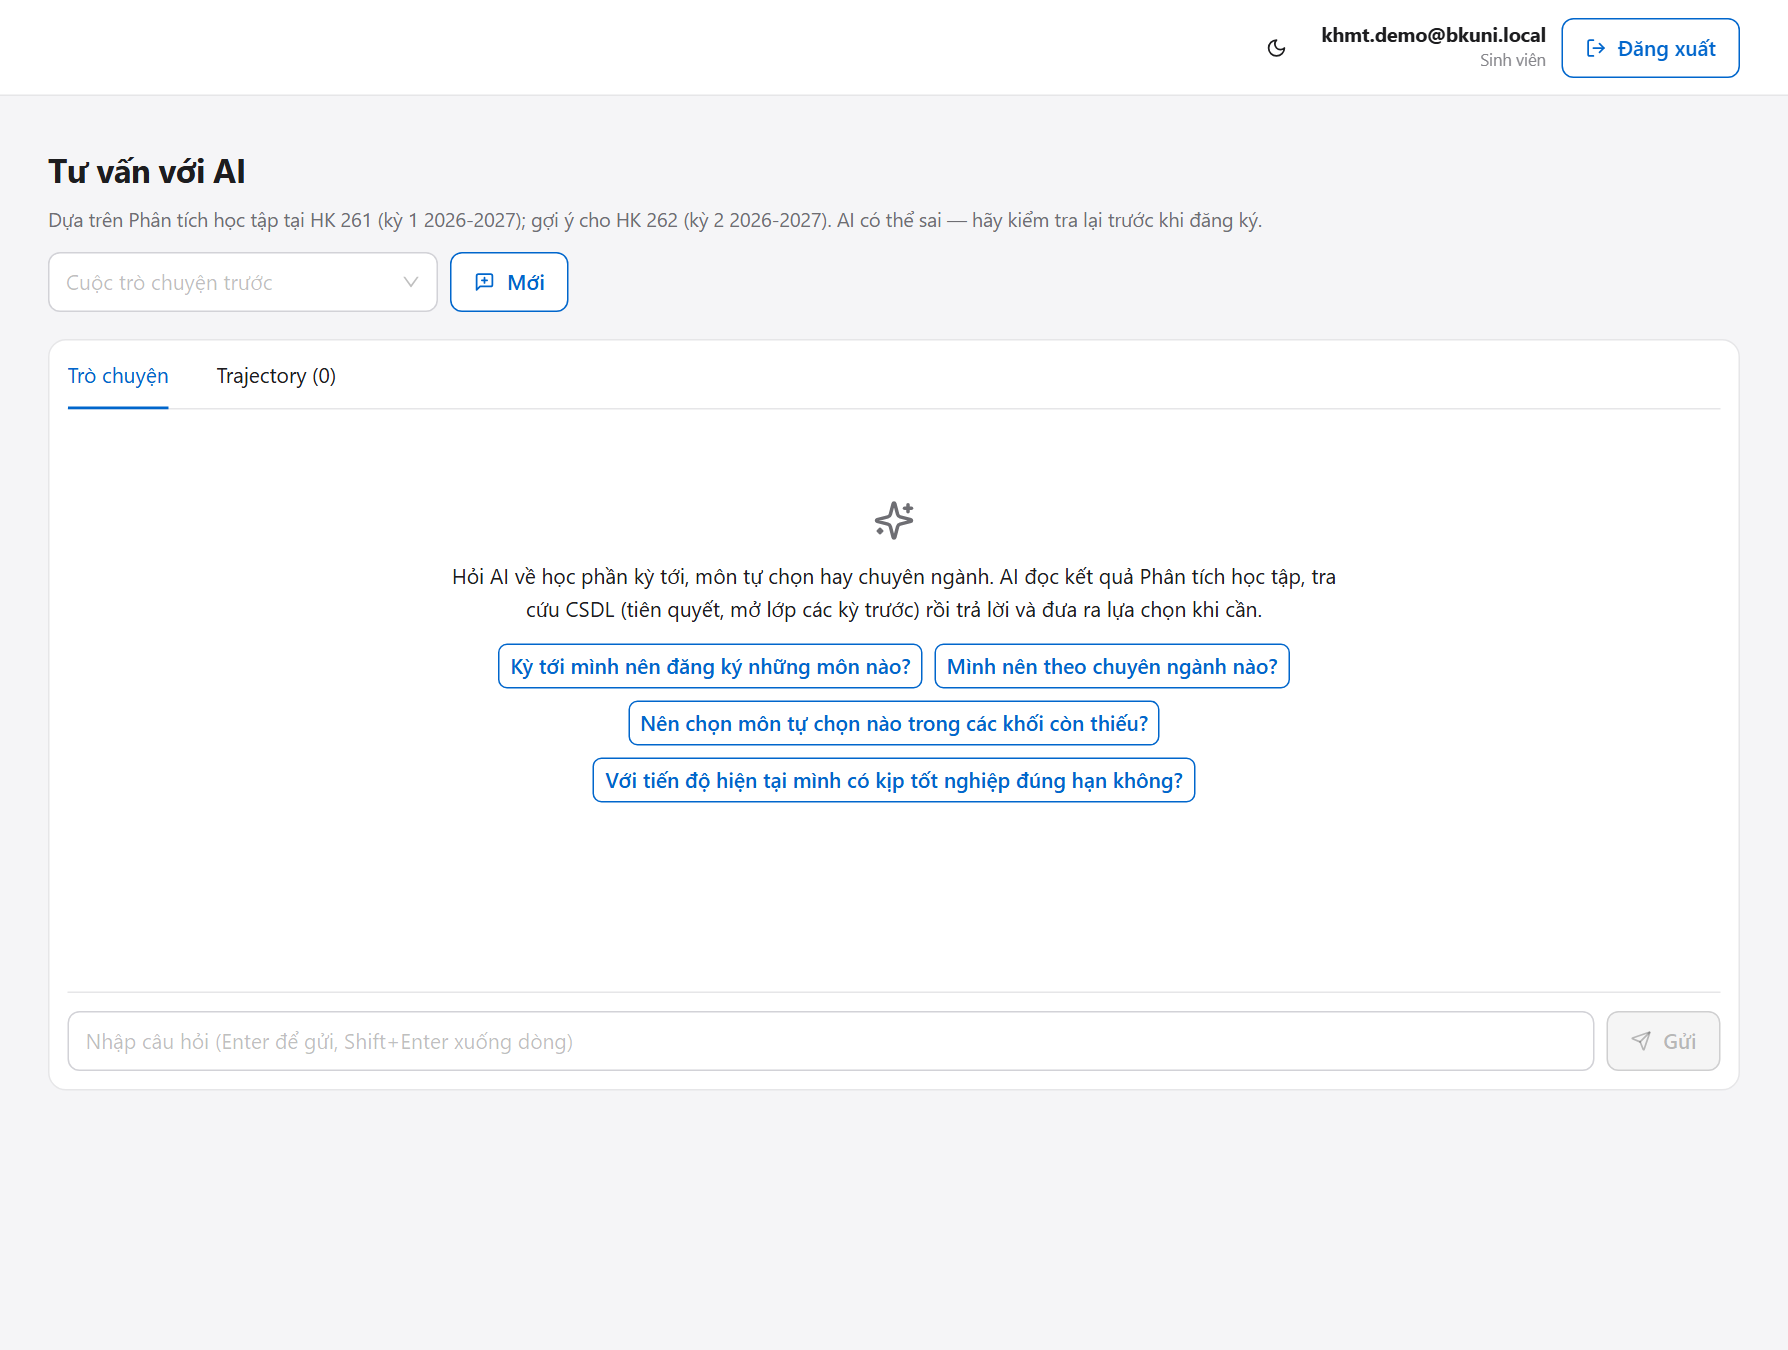 khmt.demo@bkuni.local
Sinh viên
Đăng xuất
Tư vấn với AI
Dựa trên Phân tích học tập tại HK 261 (kỳ 1 2026-2027); gợi ý cho HK 262 (kỳ 2 2026-2027). AI có thể sai — hãy kiểm tra lại trước khi đăng ký.
Cuộc trò chuyện trước
Mới
Trò chuyện
Trajectory (0)
Hỏi AI về học phần kỳ tới, môn tự chọn hay chuyên ngành. AI đọc kết quả Phân tích học tập, tra
cứu CSDL (tiên quyết, mở lớp các kỳ trước) rồi trả lời và đưa ra lựa chọn khi cần.
Kỳ tới mình nên đăng ký những môn nào?
Mình nên theo chuyên ngành nào?
Nên chọn môn tự chọn nào trong các khối còn thiếu?
Với tiến độ hiện tại mình có kịp tốt nghiệp đúng hạn không?
Nhập câu hỏi (Enter để gửi, Shift+Enter xuống dòng)
Gửi